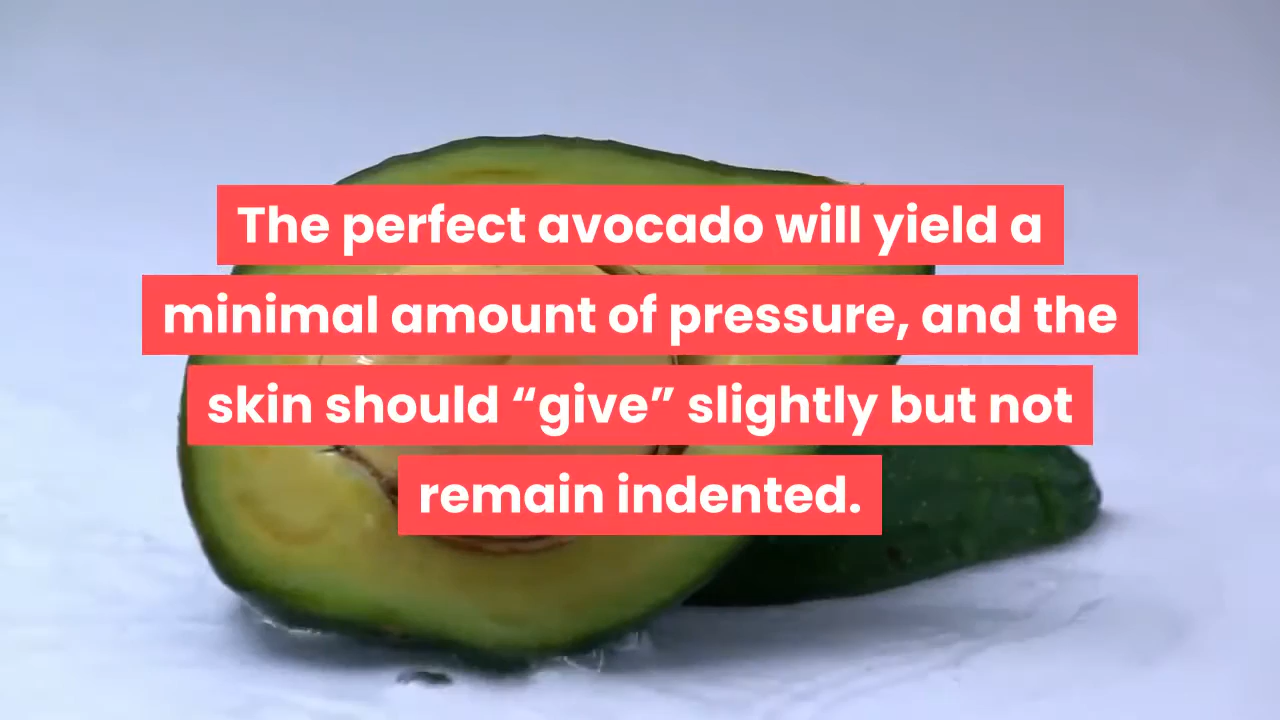 The perfect avocado will yield a
minimal amount of pressure, and the
skin should “give” slightly but not
remain indented.